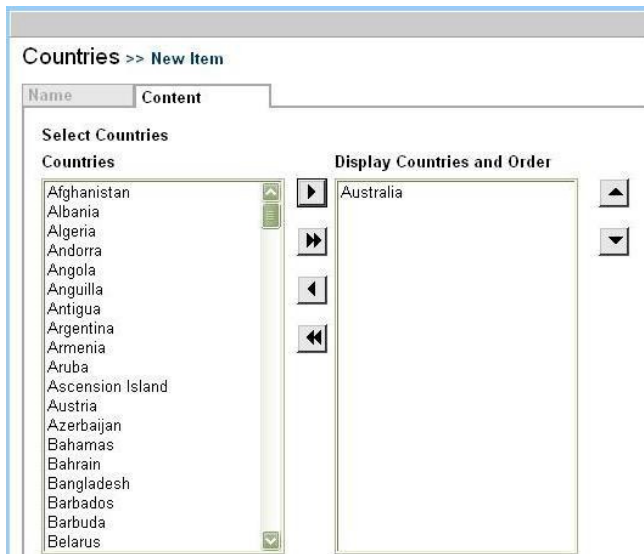 Countries >> New Item
Name
Content
Select Countries
Countries
Display Countries and Order
Afghanistan
Albania
Algeria
Andorra
Angola
Anguilla
Antigua
Argentina
Armenia
Aruba
Ascension Island
Austria
Azerbaijan
Bahamas
Bahrain
Bangladesh
Barbados
Barbuda
Belarus
Australia